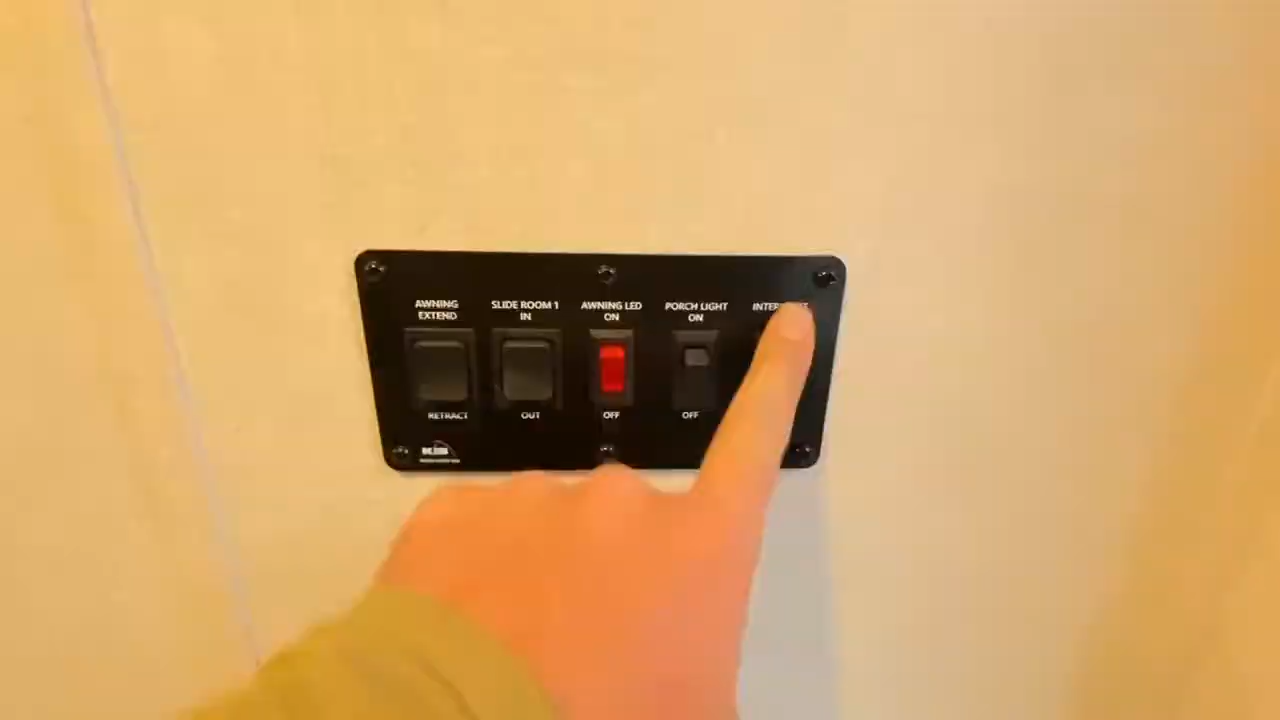 AWNING
EXTEND
RETRACT
SLIDE ROOM 1
IN
OUT
AWNING LED
ON
OFF
PORCH LIGHT
ON
OFF